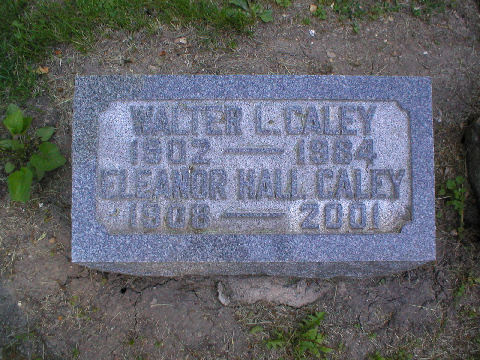 WALTER L. CALEY
1902 — 1984
ELEANOR HALL CALEY
1908 — 2001